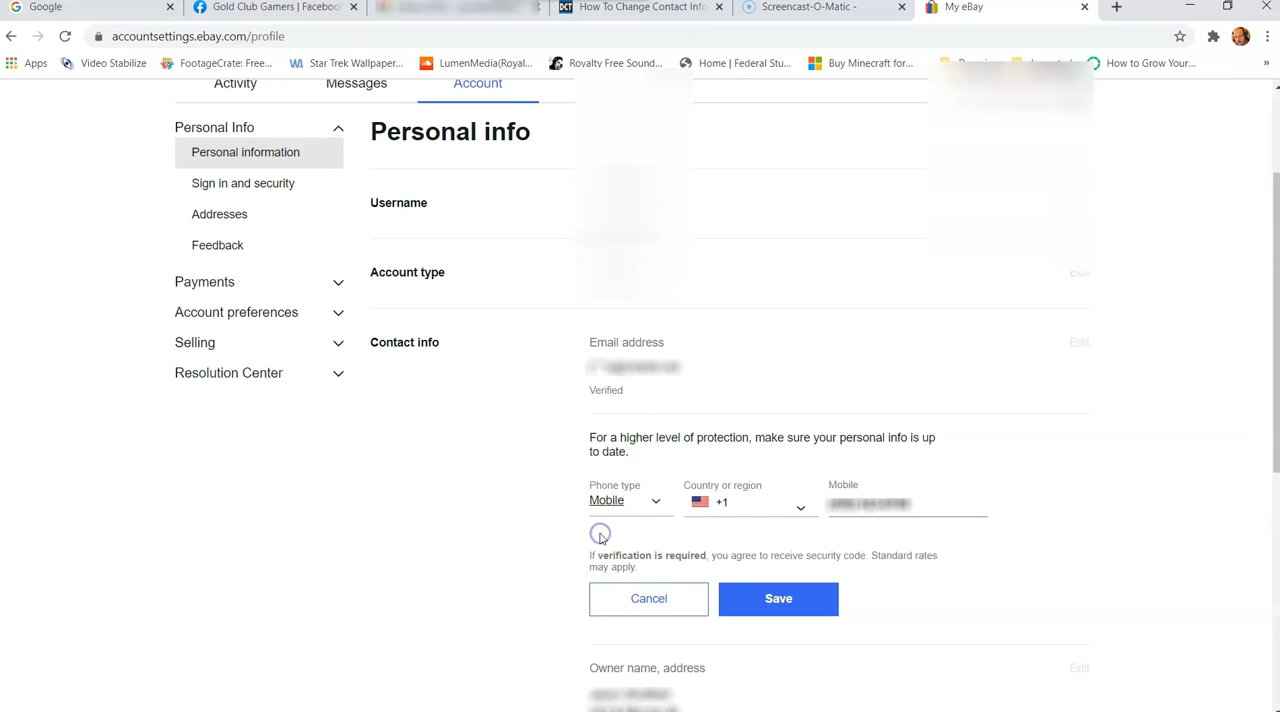 Google
Gold Club Gamers | Facebook
How To Change Contact Info
Screencast-O-Matic -
My eBay
accountsettings.ebay.com/profile
Apps
Video Stabilize
FootageCrate: Free...
Star Trek Wallpaper...
LumenMedia(Royal...
Royalty Free Sound...
Home | Federal Stu...
Buy Minecraft for...
How to Grow Your...
»
Activity
Messages
Account
Personal Info
Personal information
Sign in and security
Addresses
Feedback
Payments
Account preferences
Selling
Resolution Center
Personal info
Username
Account type
Edit
Contact info
Email address
Edit
Verified
For a higher level of protection, make sure your personal info is up
to date.
Phone type
Country or region
Mobile
Mobile
+1
If verification is required, you agree to receive security code. Standard rates
may apply.
Cancel
Save
Owner name, address
Edit